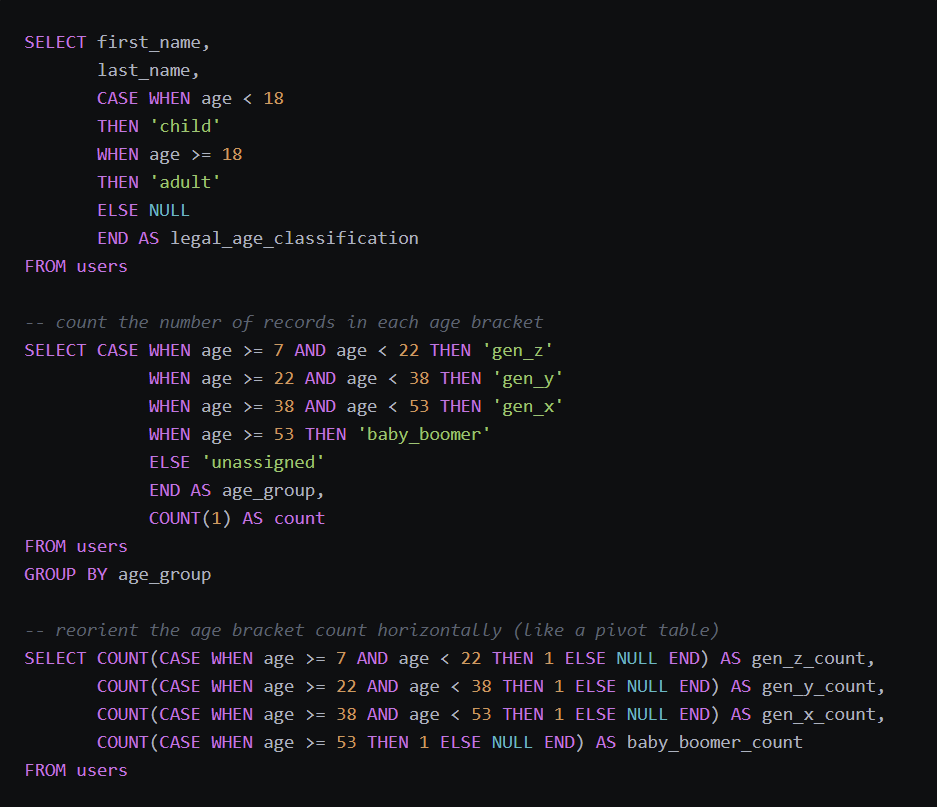 SELECT first_name,
       last_name,
       CASE WHEN age < 18
       THEN 'child'
       WHEN age >= 18
       THEN 'adult'
       ELSE NULL
       END AS legal_age_classification
FROM users

-- count the number of records in each age bracket
SELECT CASE WHEN age >= 7 AND age < 22 THEN 'gen_z'
            WHEN age >= 22 AND age < 38 THEN 'gen_y'
            WHEN age >= 38 AND age < 53 THEN 'gen_x'
            WHEN age >= 53 THEN 'baby_boomer'
            ELSE 'unassigned'
            END AS age_group,
            COUNT(1) AS count
FROM users
GROUP BY age_group

-- reorient the age bracket count horizontally (like a pivot table)
SELECT COUNT(CASE WHEN age >= 7 AND age < 22 THEN 1 ELSE NULL END) AS gen_z_count,
       COUNT(CASE WHEN age >= 22 AND age < 38 THEN 1 ELSE NULL END) AS gen_y_count,
       COUNT(CASE WHEN age >= 38 AND age < 53 THEN 1 ELSE NULL END) AS gen_x_count,
       COUNT(CASE WHEN age >= 53 THEN 1 ELSE NULL END) AS baby_boomer_count
FROM users